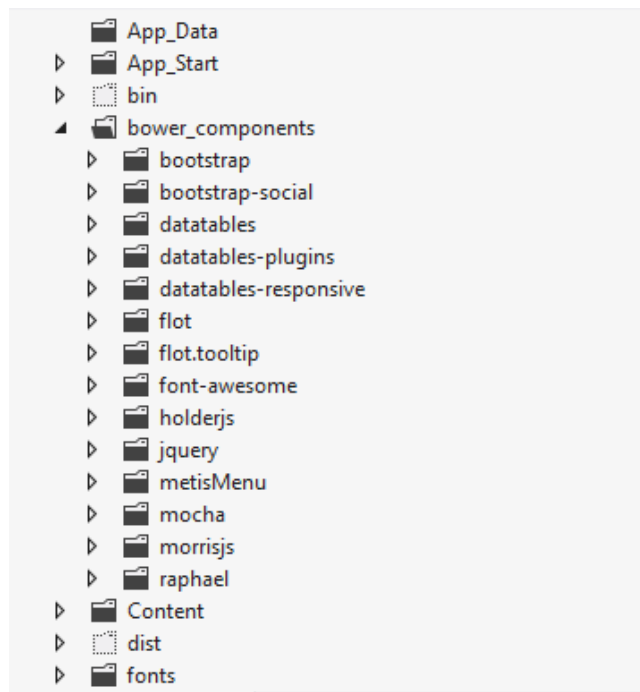 App_Data
App_Start
bin
bower_components
bootstrap
bootstrap-social
datatables
datatables-plugins
datatables-responsive
flot
flot.tooltip
font-awesome
holderjs
jquery
metisMenu
mocha
morrisjs
raphael
Content
dist
fonts